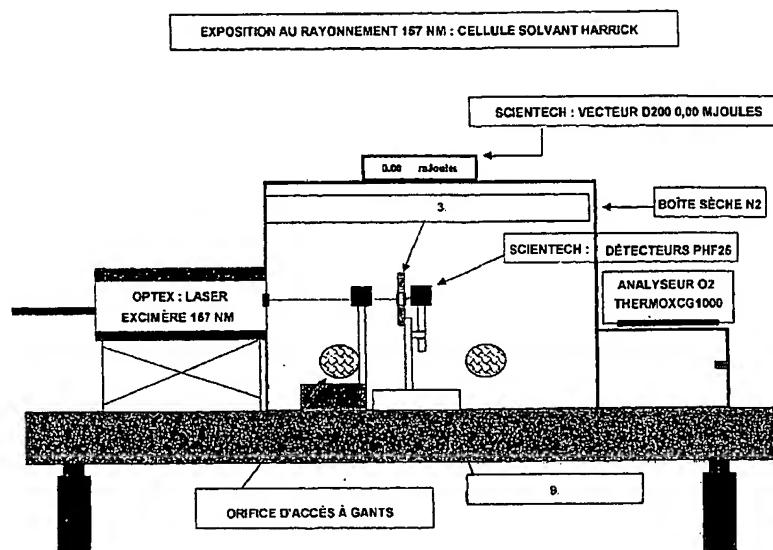 EXPOSITION AU RAYONNEMENT 157 NM : CELLULE SOLVANT HARRICK
SCIENTECH : VECTEUR D200 0,00 MJOULES
0.00 mJoules
3.
BOÎTE SÈCHE N2
SCIENTECH : DÉTECTEURS PHF25
OPTEX : LASER
EXCIMÈRE 157 NM
ANALYSEUR O2
THERMOXCG1000
9.
ORIFICE D'ACCÈS À GANTS